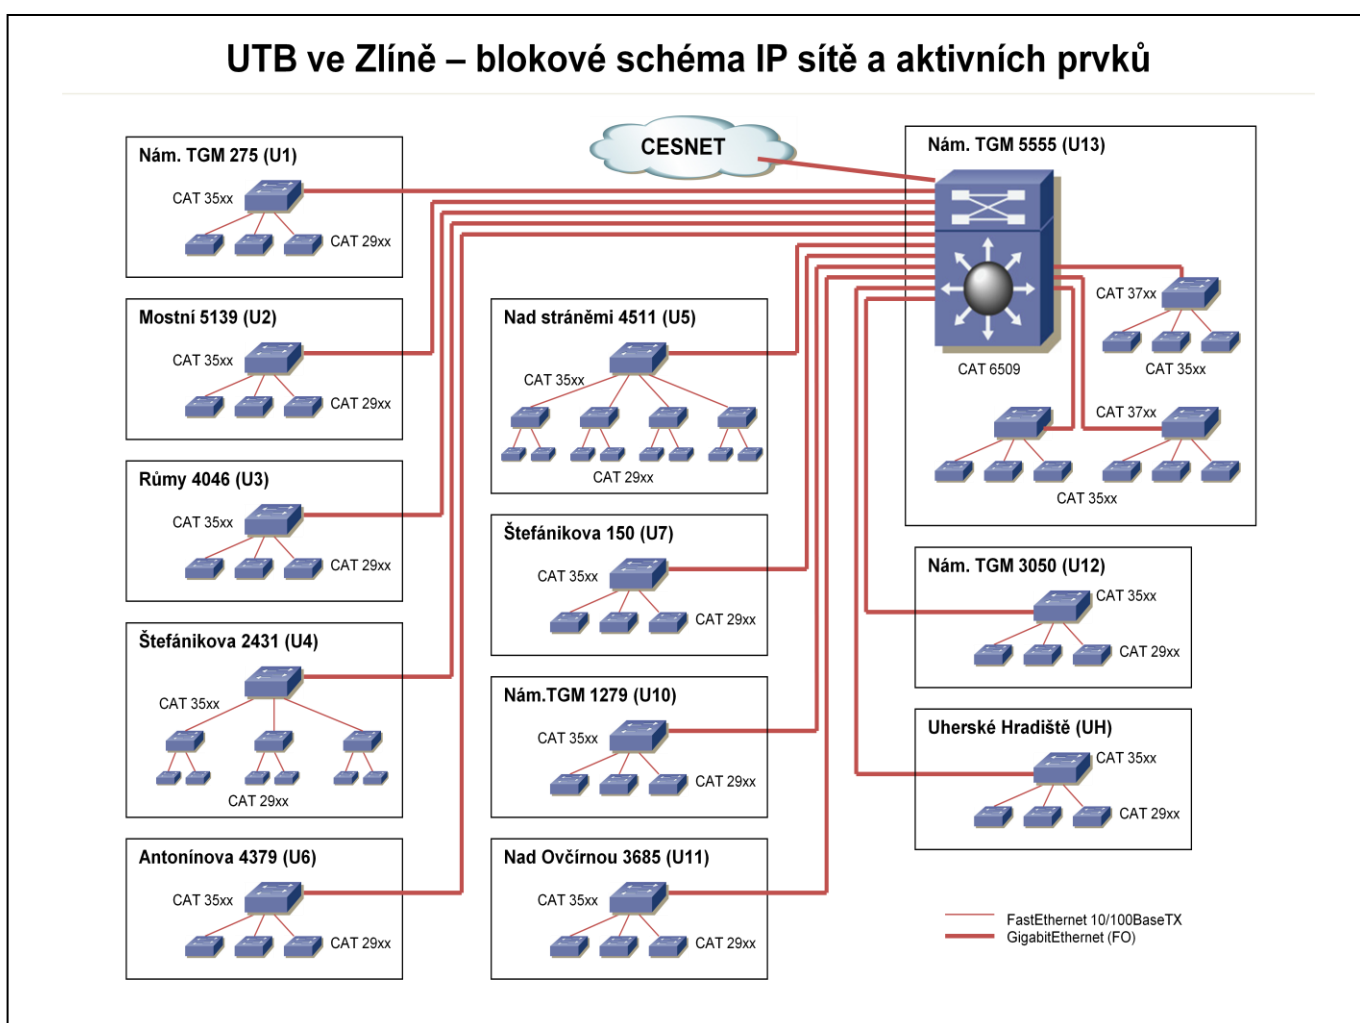 UTB ve Zlíně – blokové schéma IP sítě a aktivních prvků
CESNET
Nám. TGM 275 (U1)
CAT 35xx
CAT 29xx
Mostní 5139 (U2)
CAT 35xx
CAT 29xx
Růmy 4046 (U3)
CAT 35xx
CAT 29xx
Štefánikova 2431 (U4)
CAT 35xx
CAT 29xx
Antonínova 4379 (U6)
CAT 35xx
CAT 29xx
Nad stráněmi 4511 (U5)
CAT 35xx
CAT 29xx
Štefánikova 150 (U7)
CAT 35xx
CAT 29xx
Nám.TGM 1279 (U10)
CAT 35xx
CAT 29xx
Nad Ovčírnou 3685 (U11)
CAT 35xx
CAT 29xx
Nám. TGM 5555 (U13)
CAT 37xx
CAT 6509
CAT 35xx
CAT 37xx
CAT 35xx
Nám. TGM 3050 (U12)
CAT 35xx
CAT 29xx
Uherské Hradiště (UH)
CAT 35xx
CAT 29xx
FastEthernet 10/100BaseTX
GigabitEthernet (FO)